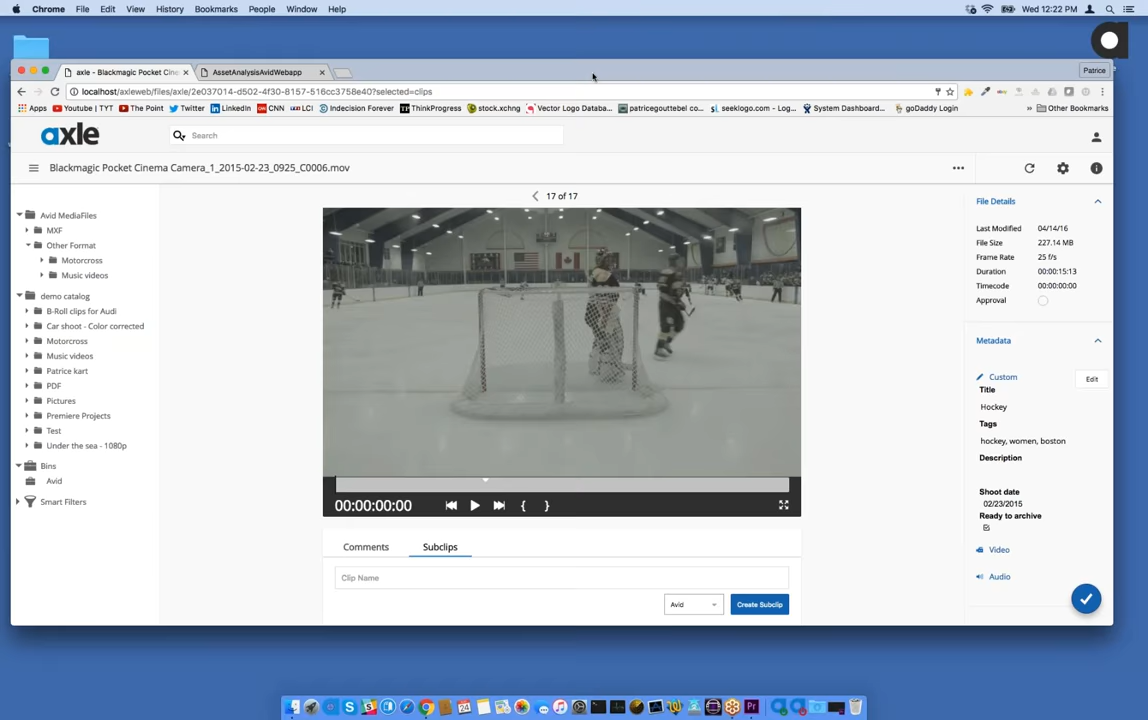 Chrome File Edit View History Bookmarks People Window Help
Wed 12:22 PM
axle - Blackmagic Pocket Cine
AssetAnalysisAvidWebapp
Patrice
localhost/axleweb/files/axle/2e037014-d502-4f30-8157-516cc3758e40?selected=clips
Apps Youtube | TYT The Point Twitter LinkedIn CNN LCI Indecision Forever ThinkProgress stock.xchng Vector Logo Databa... patricegouttebel co... seeklogo.com - Log... System Dashboard... goDaddy Login » Other Bookmarks
axle
Search
Blackmagic Pocket Cinema Camera_1_2015-02-23_0925_C0006.mov
17 of 17
Avid MediaFiles
MXF
Other Format
Motorcross
Music videos
demo catalog
B-Roll clips for Audi
Car shoot - Color corrected
Motorcross
Music videos
Patrice kart
PDF
Pictures
Premiere Projects
Test
Under the sea - 1080p
Bins
Avid
Smart Filters
00:00:00:00
{ }
Comments Subclips
Clip Name
Avid
Create Subclip
File Details
Last Modified 04/14/16
File Size 227.14 MB
Frame Rate 25 f/s
Duration 00:00:15:13
Timecode 00:00:00:00
Approval
Metadata
Custom
Edit
Title
Hockey
Tags
hockey, women, boston
Description
Shoot date
02/23/2015
Ready to archive
Video
Audio
24
Pr